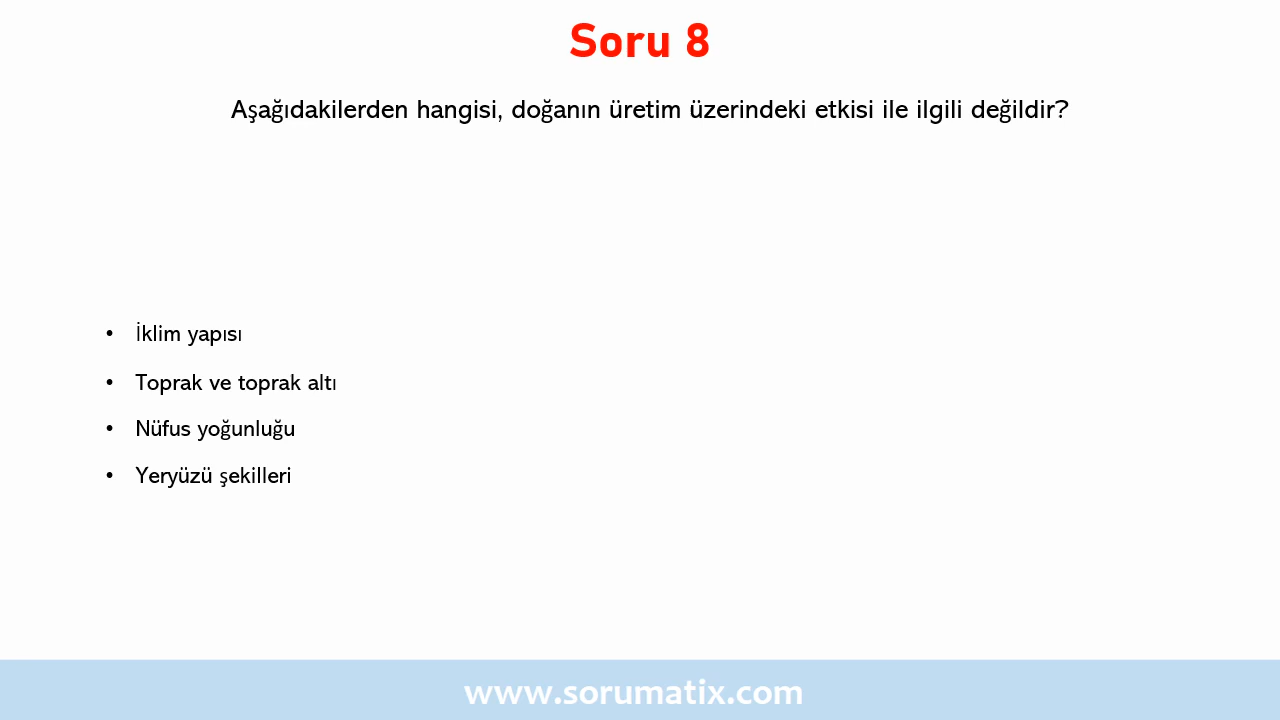 Soru 8
Aşağıdakilerden hangisi, doğanın üretim üzerindeki etkisi ile ilgili değildir?
• İklim yapısı
• Toprak ve toprak altı
• Nüfus yoğunluğu
• Yeryüzü şekilleri
www.sorumatix.com